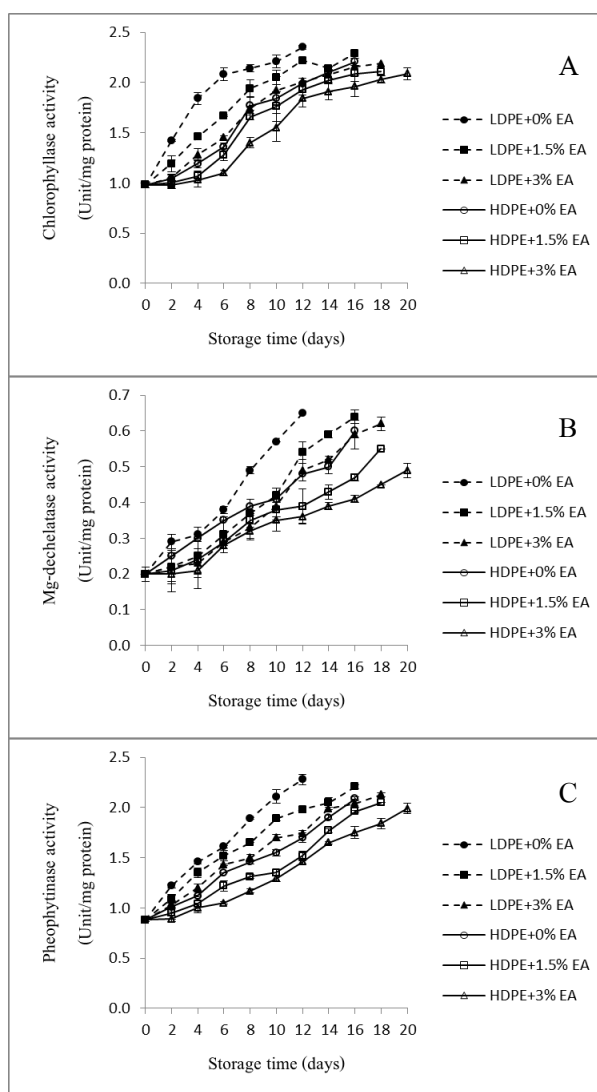 A
Chlorophyllase activity
(Unit/mg protein)
2.5
2.0
1.5
1.0
0.5
0.0
0 2 4 6 8 10 12 14 16 18 20
Storage time (days)
LDPE+0% EA
LDPE+1.5% EA
LDPE+3% EA
HDPE+0% EA
HDPE+1.5% EA
HDPE+3% EA
B
Mg-dechelatase activity
(Unit/mg protein)
0.7
0.6
0.5
0.4
0.3
0.2
0.1
0.0
0 2 4 6 8 10 12 14 16 18 20
Storage time (days)
LDPE+0% EA
LDPE+1.5% EA
LDPE+3% EA
HDPE+0% EA
HDPE+1.5% EA
HDPE+3% EA
C
Pheophytinase activity
(Unit/mg protein)
2.5
2.0
1.5
1.0
0.5
0.0
0 2 4 6 8 10 12 14 16 18 20
Storage time (days)
LDPE+0% EA
LDPE+1.5% EA
LDPE+3% EA
HDPE+0% EA
HDPE+1.5% EA
HDPE+3% EA